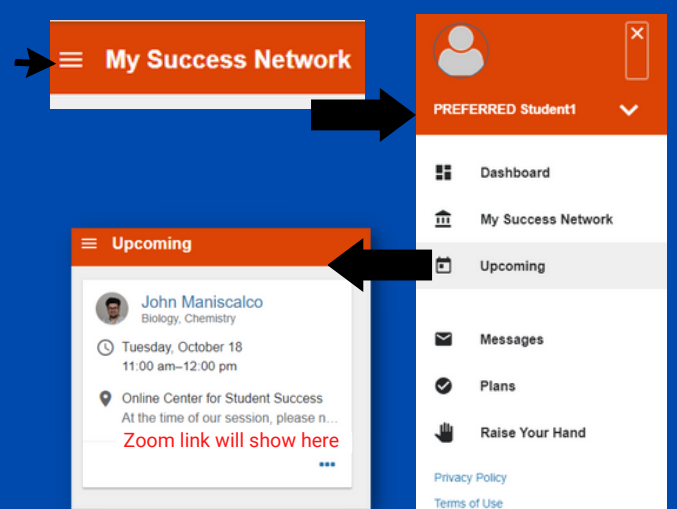 My Success Network
PREFERRED Student1
Dashboard
My Success Network
Upcoming
Messages
Plans
Raise Your Hand
Privacy Policy
Terms of Use
Upcoming
John Maniscalco
Biology, Chemistry
Tuesday, October 18
11:00 am–12:00 pm
Online Center for Student Success
At the time of our session, please n...
Zoom link will show here